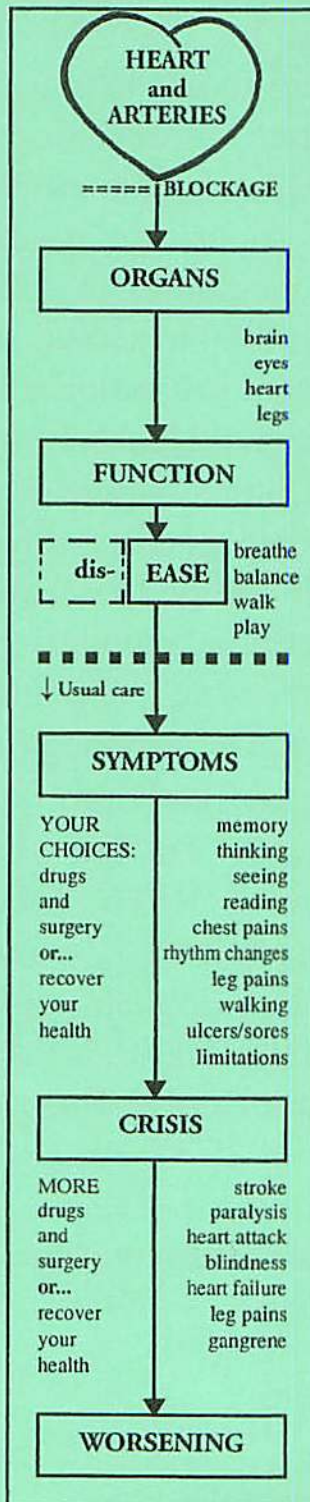 HEART
and
ARTERIES
===== BLOCKAGE
ORGANS
brain
eyes
heart
legs
FUNCTION
dis- EASE
breathe
balance
walk
play
↓ Usual care
SYMPTOMS
YOUR
CHOICES:
drugs
and
surgery
or...
recover
your
health
memory
thinking
seeing
reading
chest pains
rhythm changes
leg pains
walking
ulcers/sores
limitations
CRISIS
MORE
drugs
and
surgery
or...
recover
your
health
stroke
paralysis
heart attack
blindness
heart failure
leg pains
gangrene
WORSENING